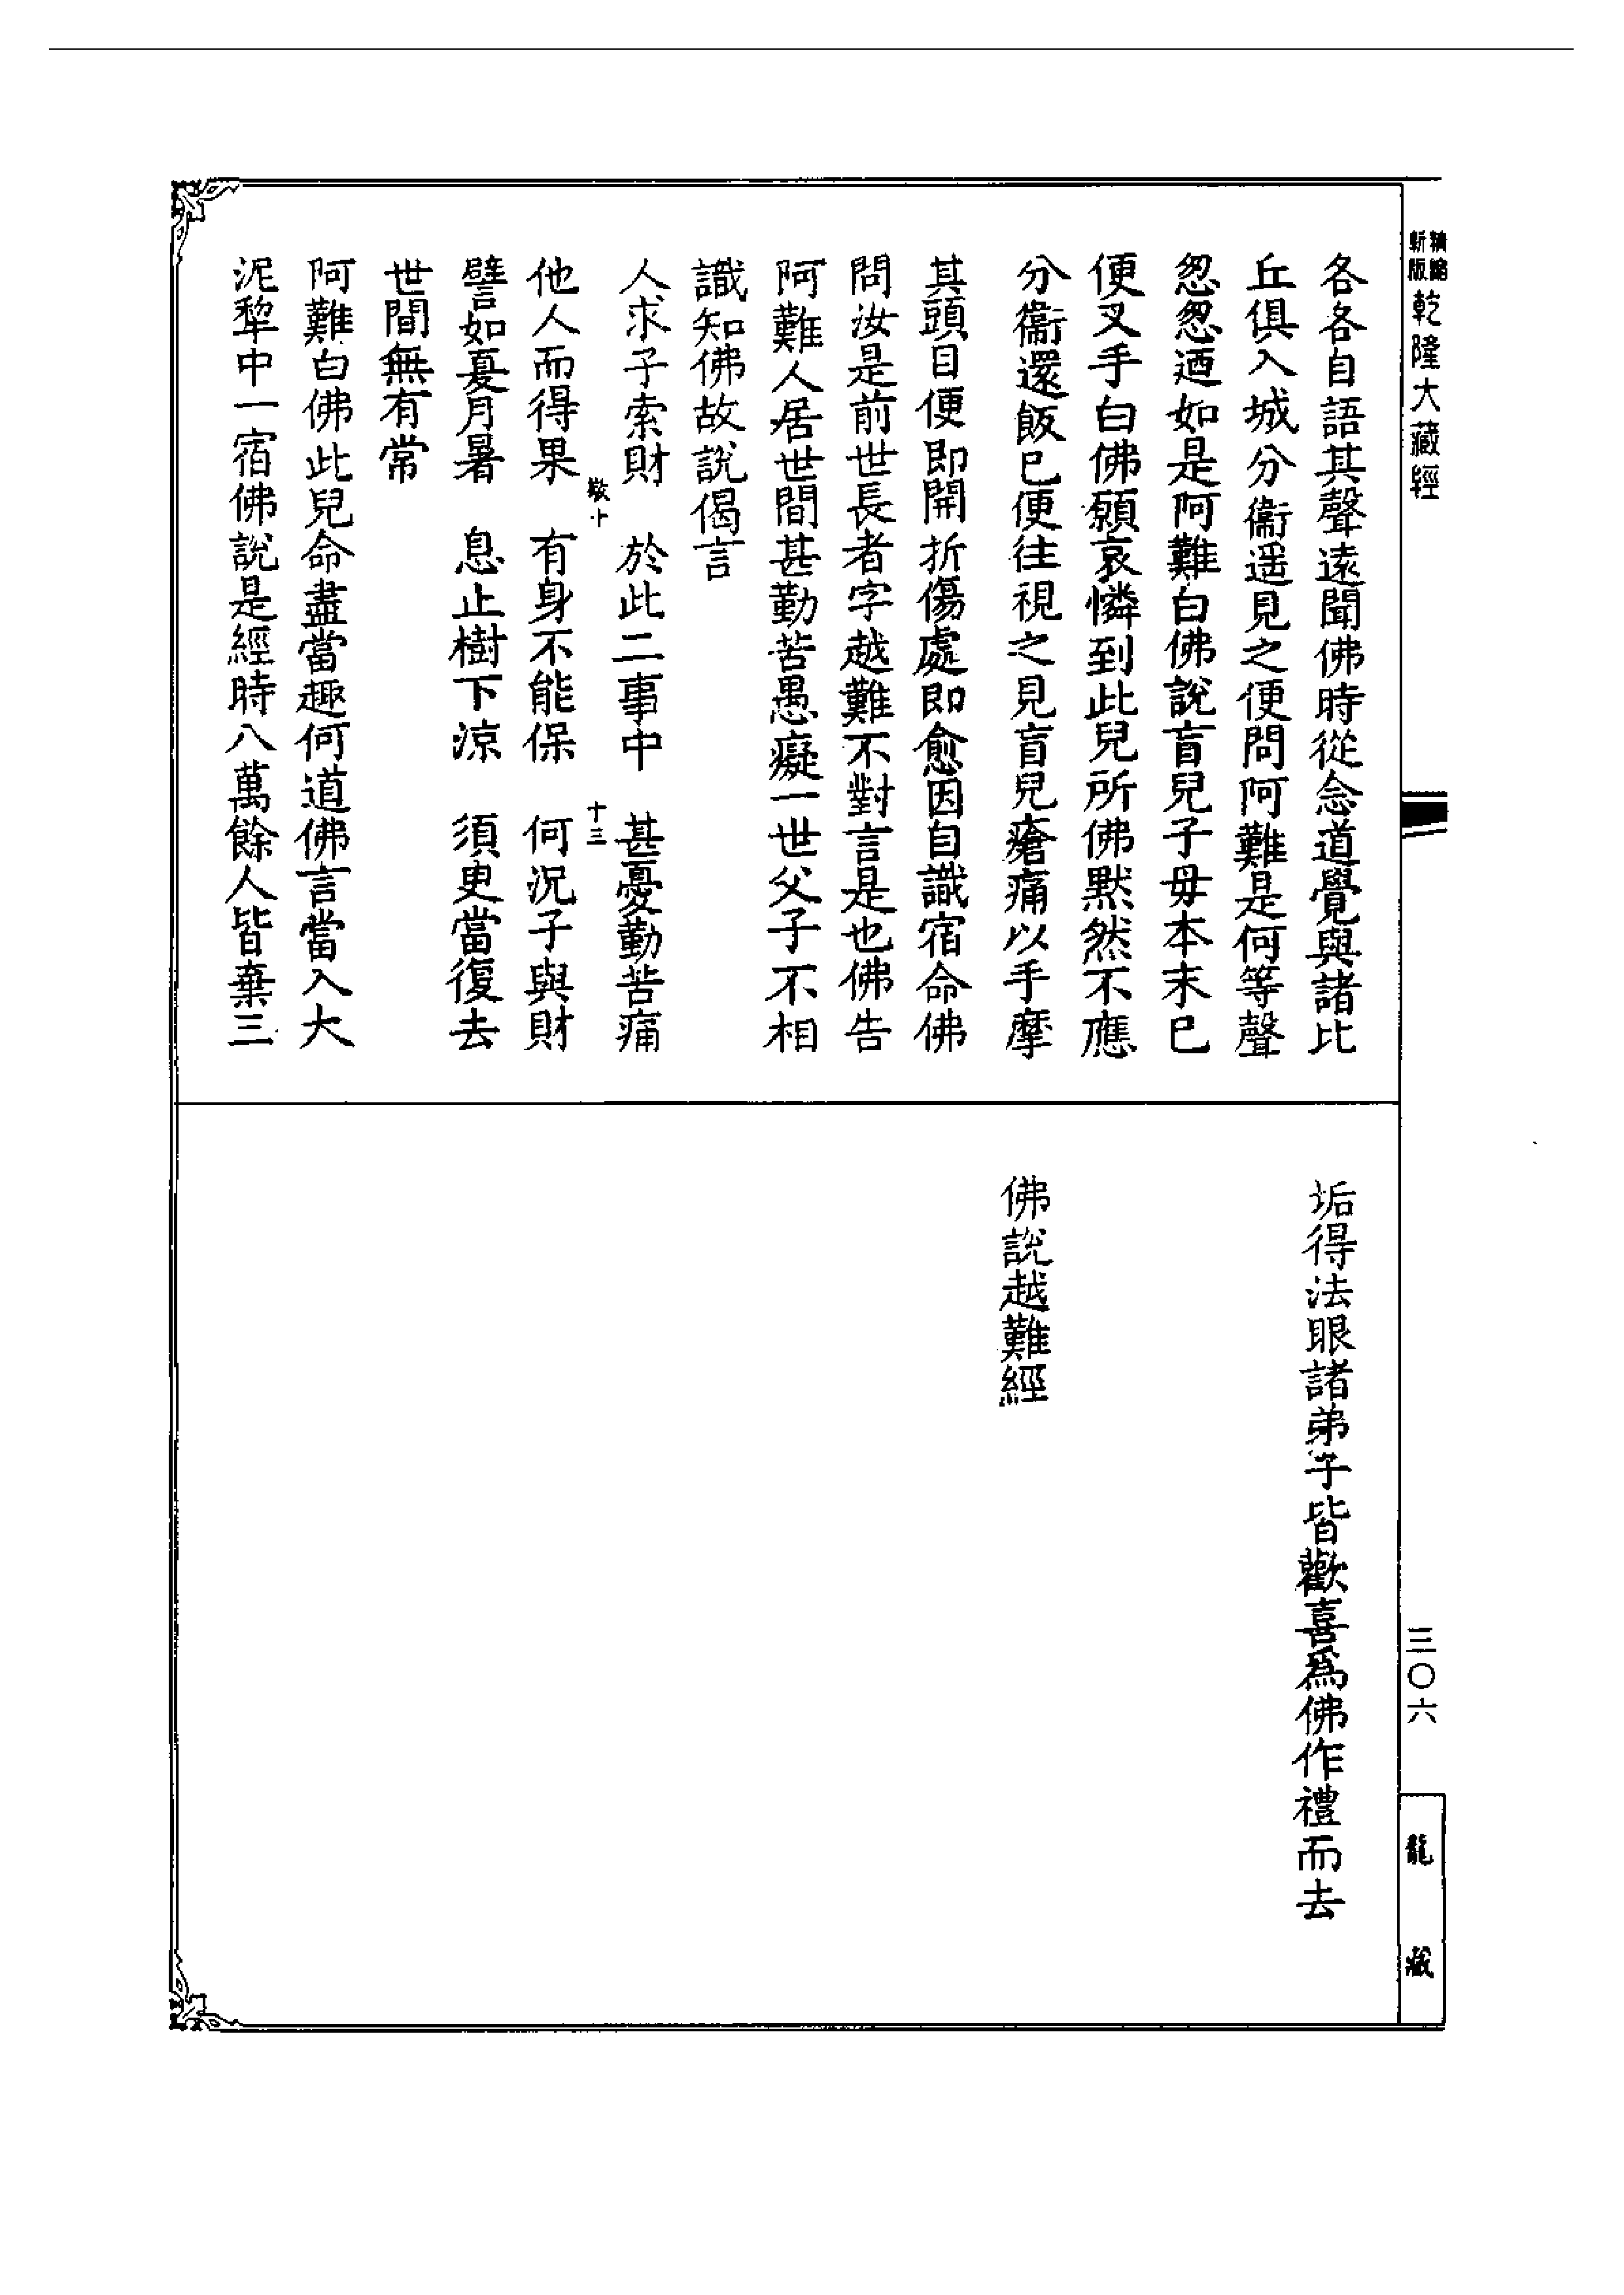 精縮新版乾隆大藏經
各各自語其聲遠聞佛時從念道覺與諸比
丘俱入城分衞遥見之便問阿難是何等聲
怱怱迺如是阿難白佛說盲兒子毋本末已
便叉手白佛願哀憐到此兒所佛默然不應
分衞還飯已便往視之見盲兒瘡痛以手摩
其頭目便即開折傷處即愈因自識宿命佛
問汝是前世長者字越難不對言是也佛告
阿難人居世間甚勤苦愚癡一世父子不相
識知佛故說偈言
人求子索財　於此二事中　甚憂勤苦痛
敬十　十三
他人而得果　有身不能保　何況子與財
譬如夏月暑　息止樹下涼　須臾當復去
世間無有常
阿難白佛此兒命盡當趣何道佛言當入大
泥犂中一宿佛說是經時八萬餘人皆棄三
垢得法眼諸弟子皆歡喜爲佛作禮而去
佛說越難經
三〇六
龍藏